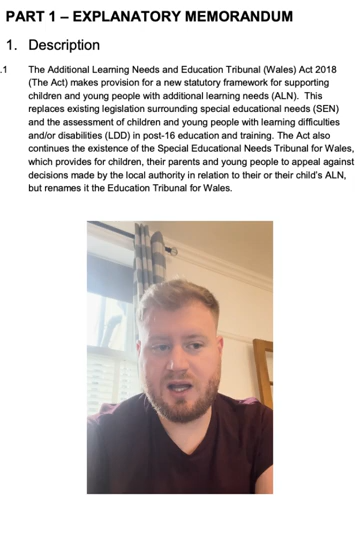 PART 1 – EXPLANATORY MEMORANDUM
1. Description
.1 The Additional Learning Needs and Education Tribunal (Wales) Act 2018
(The Act) makes provision for a new statutory framework for supporting
children and young people with additional learning needs (ALN). This
replaces existing legislation surrounding special educational needs (SEN)
and the assessment of children and young people with learning difficulties
and/or disabilities (LDD) in post-16 education and training. The Act also
continues the existence of the Special Educational Needs Tribunal for Wales,
which provides for children, their parents and young people to appeal against
decisions made by the local authority in relation to their or their child's ALN,
but renames it the Education Tribunal for Wales.